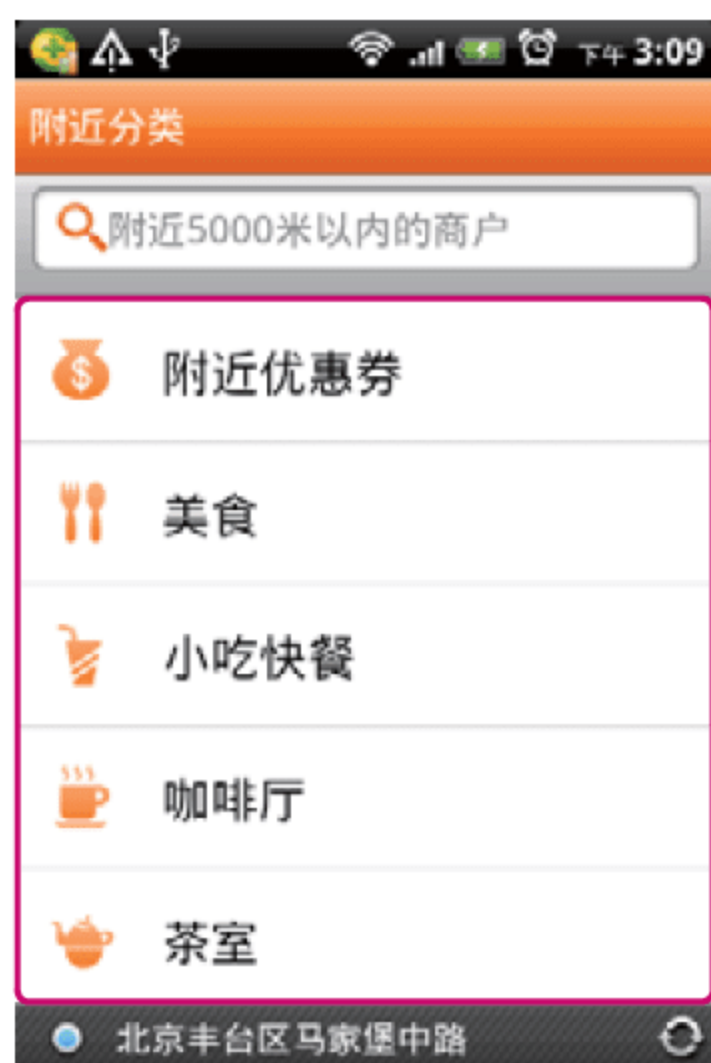 下午 3:09
附近分类
附近5000米以内的商户
附近优惠券
美食
小吃快餐
咖啡厅
茶室
北京丰台区马家堡中路